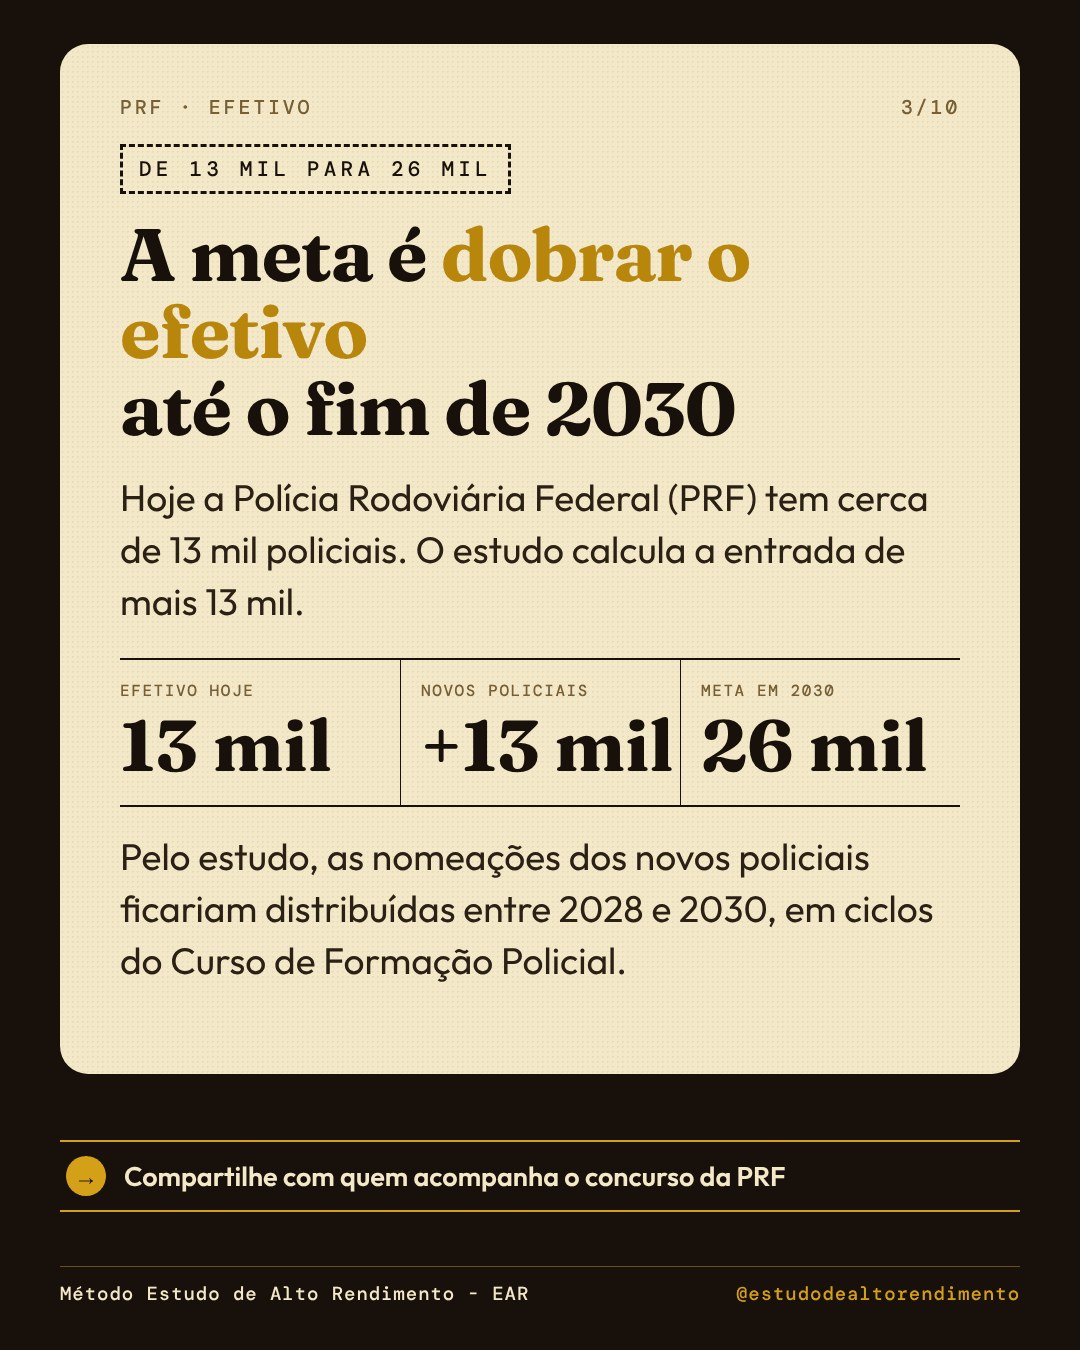 PRF · EFETIVO
3/10
DE 13 MIL PARA 26 MIL
A meta é dobrar o
efetivo
até o fim de 2030
Hoje a Polícia Rodoviária Federal (PRF) tem cerca
de 13 mil policiais. O estudo calcula a entrada de
mais 13 mil.
EFETIVO HOJE
13 mil
NOVOS POLICIAIS
+13 mil
META EM 2030
26 mil
Pelo estudo, as nomeações dos novos policiais
ficariam distribuídas entre 2028 e 2030, em ciclos
do Curso de Formação Policial.
→ Compartilhe com quem acompanha o concurso da PRF
Método Estudo de Alto Rendimento - EAR
@estudodealtorendimento